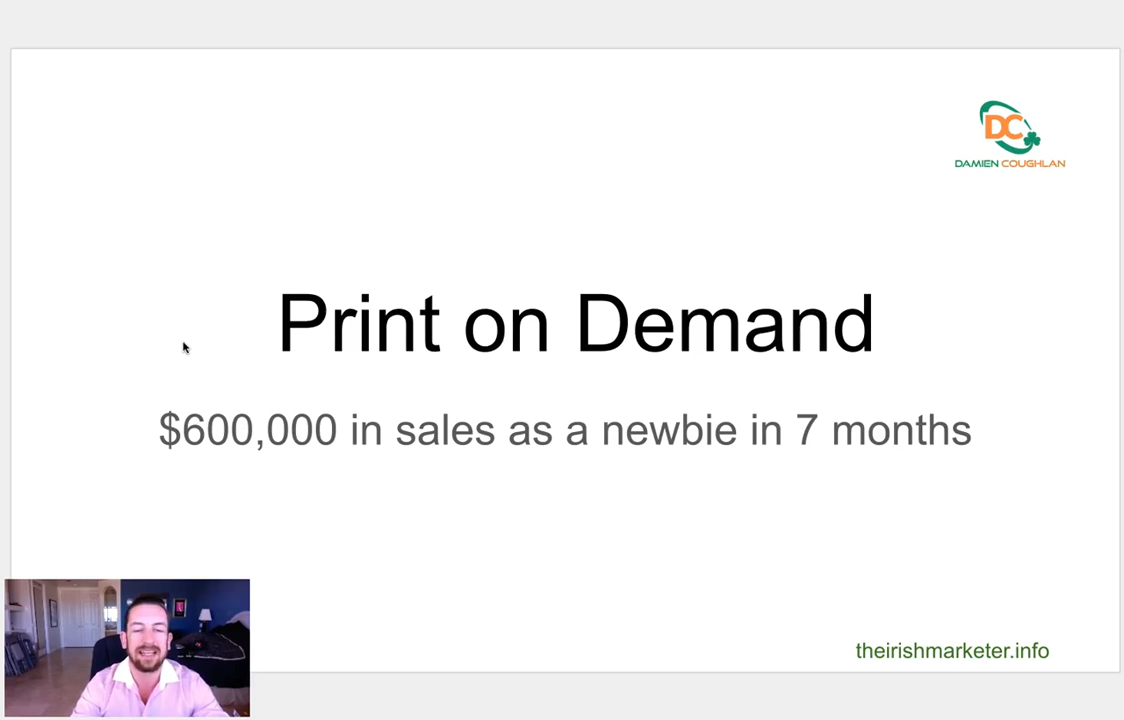 DC
DAMIEN COUGHLAN
Print on Demand
$600,000 in sales as a newbie in 7 months
theirishmarketer.info